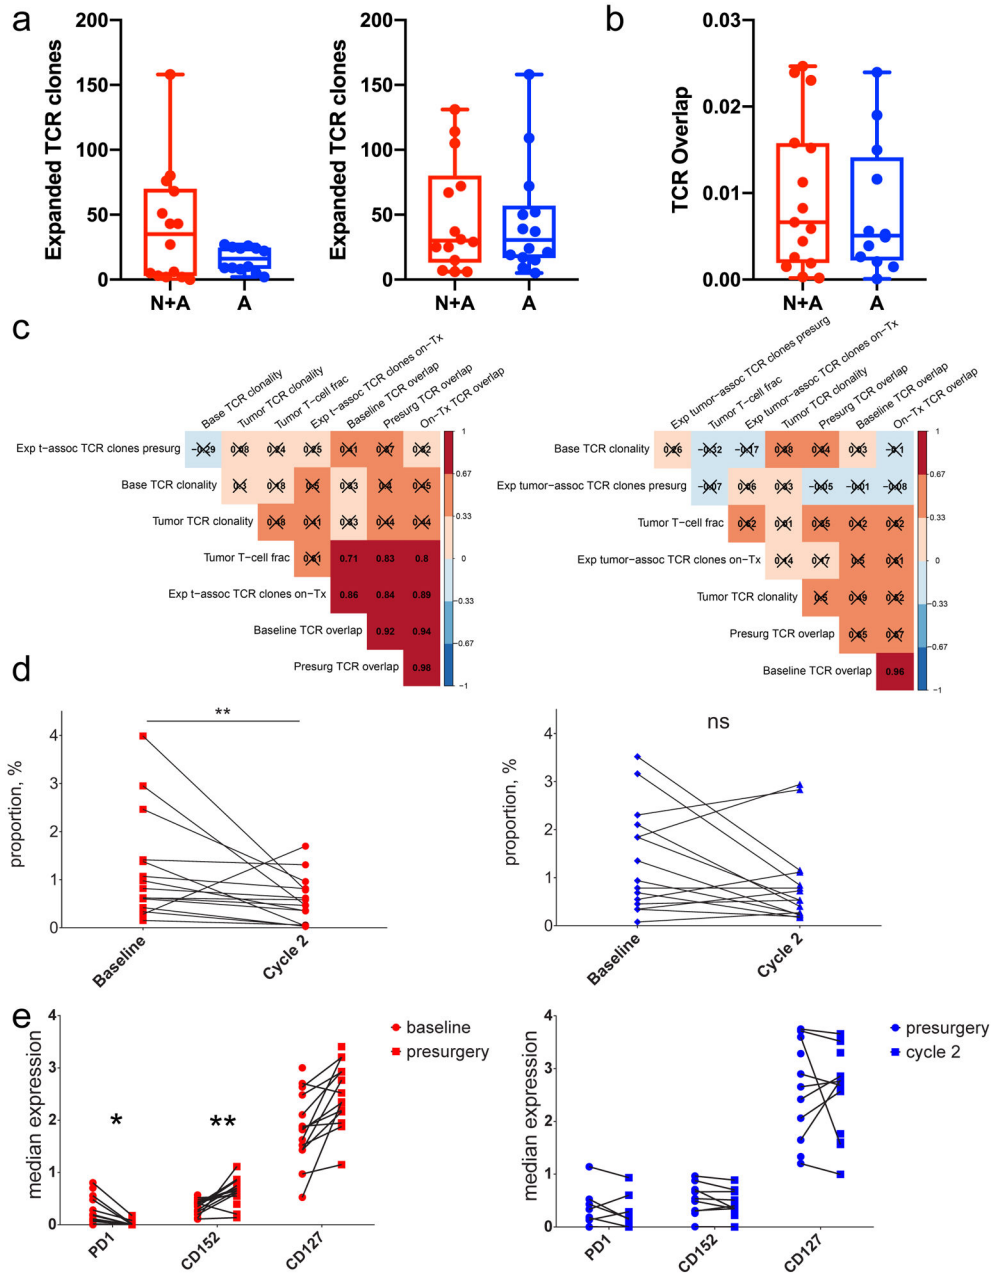 a
b
200
150
100
50
0
Expanded TCR clones
N+A
A
200
150
100
50
0
Expanded TCR clones
N+A
A
0.03
0.02
0.01
0.00
TCR Overlap
N+A
A
c
Base TCR clonality
Tumor TCR clonality
Tumor T-cell frac
Exp t-assoc TCR clones on-Tx
Baseline TCR overlap
Presurg TCR overlap
On-Tx TCR overlap
Exp t-assoc TCR clones presurg
Base TCR clonality
Tumor TCR clonality
Tumor T-cell frac
0.71 0.83 0.8
Exp t-assoc TCR clones on-Tx
0.86 0.84 0.89
Baseline TCR overlap
0.92 0.94
Presurg TCR overlap
0.96
1
0.67
0.33
0
-0.33
-0.67
-1
Exp tumor-assoc TCR clones presurg
Tumor T-cell frac
Exp tumor-assoc TCR clones on-Tx
Tumor TCR clonality
Presurg TCR overlap
Baseline TCR overlap
On-Tx TCR overlap
Base TCR clonality
Exp tumor-assoc TCR clones presurg
Tumor T-cell frac
Exp tumor-assoc TCR clones on-Tx
Tumor TCR clonality
Presurg TCR overlap
Baseline TCR overlap
0.96
1
0.67
0.33
0
-0.33
-0.67
-1
d
**
4
3
2
1
0
proportion, %
Baseline
Cycle 2
ns
4
3
2
1
0
proportion, %
Baseline
Cycle 2
e
4
3
2
1
0
median expression
*
**
PD1
CD152
CD127
baseline
presurgery
4
3
2
1
0
median expression
PD1
CD152
CD127
presurgery
cycle 2